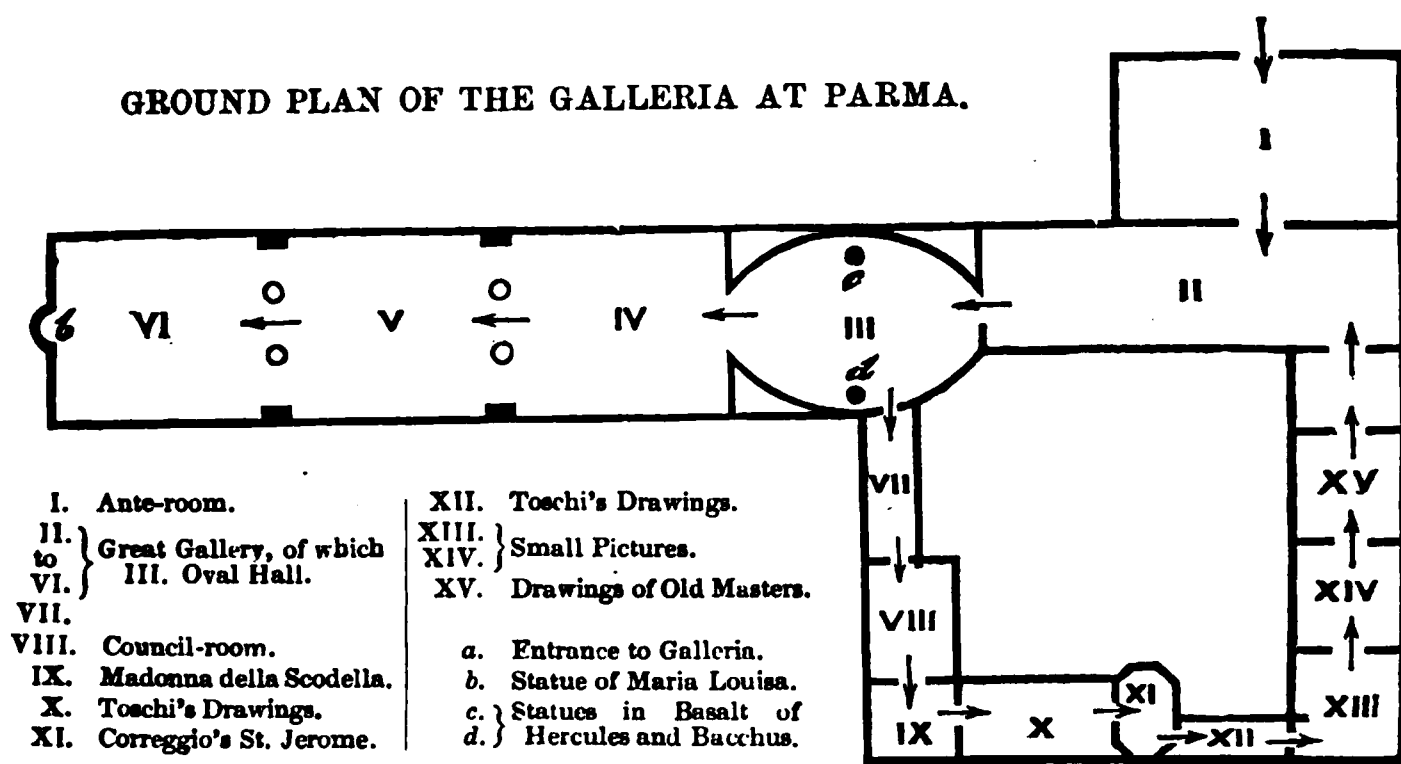 GROUND PLAN OF THE GALLERIA AT PARMA.
I
II
III
c
d
IV
V
VI
b
VII
VIII
IX
X
XI
XII
XIII
XIV
XV
I. Ante-room.
II.
to
VI.
Great Gallery, of which
III. Oval Hall.
VII.
VIII. Council-room.
IX. Madonna della Scodella.
X. Toschi's Drawings.
XI. Correggio's St. Jerome.
XII. Toschi's Drawings.
XIII.
XIV.
Small Pictures.
XV. Drawings of Old Masters.
a. Entrance to Galleria.
b. Statue of Maria Louisa.
c. Statues in Basalt of
d. Hercules and Bacchus.